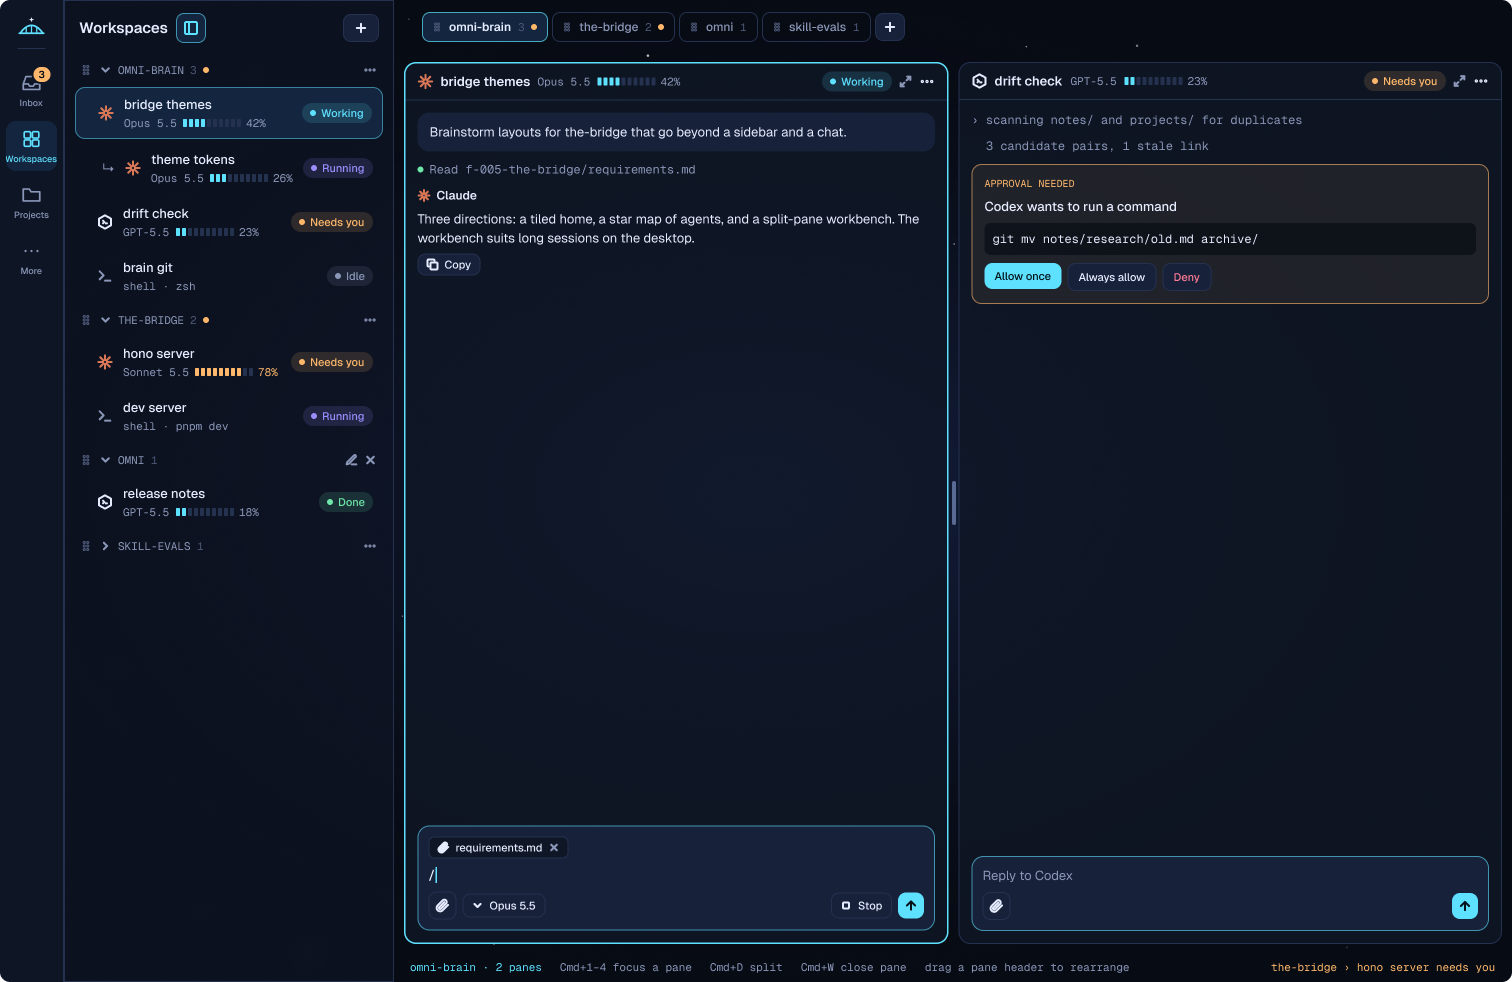 3
Inbox
Workspaces
Projects
More
Workspaces
OMNI-BRAIN 3
bridge themes
Opus 5.5 42%
Working
theme tokens
Opus 5.5 26%
Running
drift check
GPT-5.5 23%
Needs you
brain git
shell · zsh
Idle
THE-BRIDGE 2
hono server
Sonnet 5.5 78%
Needs you
dev server
shell · pnpm dev
Running
OMNI 1
release notes
GPT-5.5 18%
Done
SKILL-EVALS 1
omni-brain 3
the-bridge 2
omni 1
skill-evals 1
bridge themes Opus 5.5 42% Working
Brainstorm layouts for the-bridge that go beyond a sidebar and a chat.
Read f-005-the-bridge/requirements.md
Claude
Three directions: a tiled home, a star map of agents, and a split-pane workbench. The
workbench suits long sessions on the desktop.
Copy
requirements.md
/
Opus 5.5
Stop
drift check GPT-5.5 23% Needs you
› scanning notes/ and projects/ for duplicates
3 candidate pairs, 1 stale link
APPROVAL NEEDED
Codex wants to run a command
git mv notes/research/old.md archive/
Allow once
Always allow
Deny
Reply to Codex
omni-brain · 2 panes Cmd+1-4 focus a pane Cmd+D split Cmd+W close pane drag a pane header to rearrange
the-bridge › hono server needs you